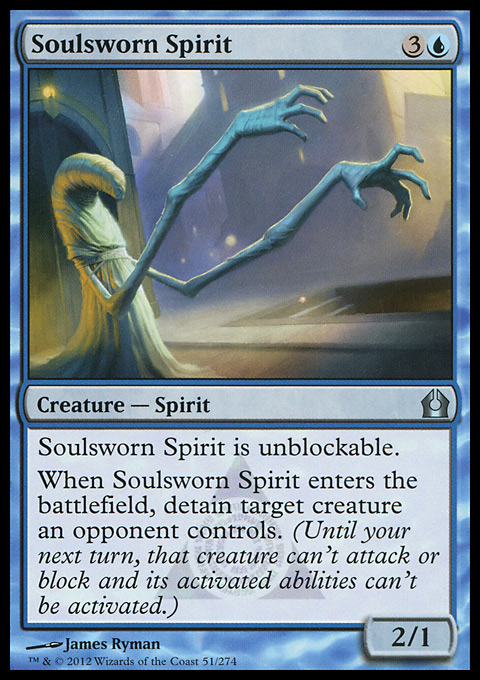 Soulsworn Spirit 3
Creature — Spirit
Soulsworn Spirit is unblockable.
When Soulsworn Spirit enters the
battlefield, detain target creature
an opponent controls. (Until your
next turn, that creature can't attack or
block and its activated abilities can't
be activated.)
2/1
James Ryman
™ & © 2012 Wizards of the Coast 51/274